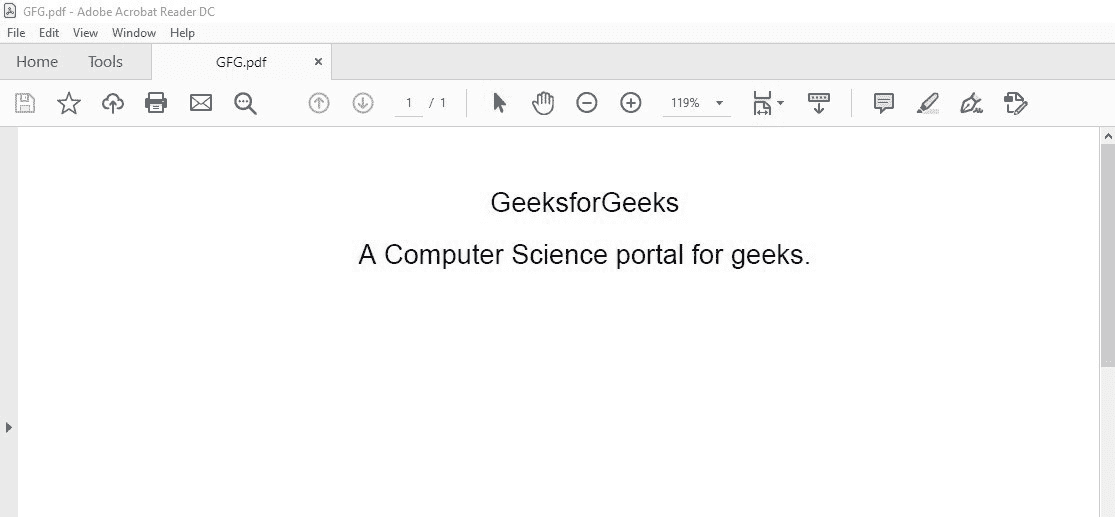 GFG.pdf - Adobe Acrobat Reader DC
File Edit View Window Help
Home Tools GFG.pdf ×
1 / 1 119%
GeeksforGeeks
A Computer Science portal for geeks.